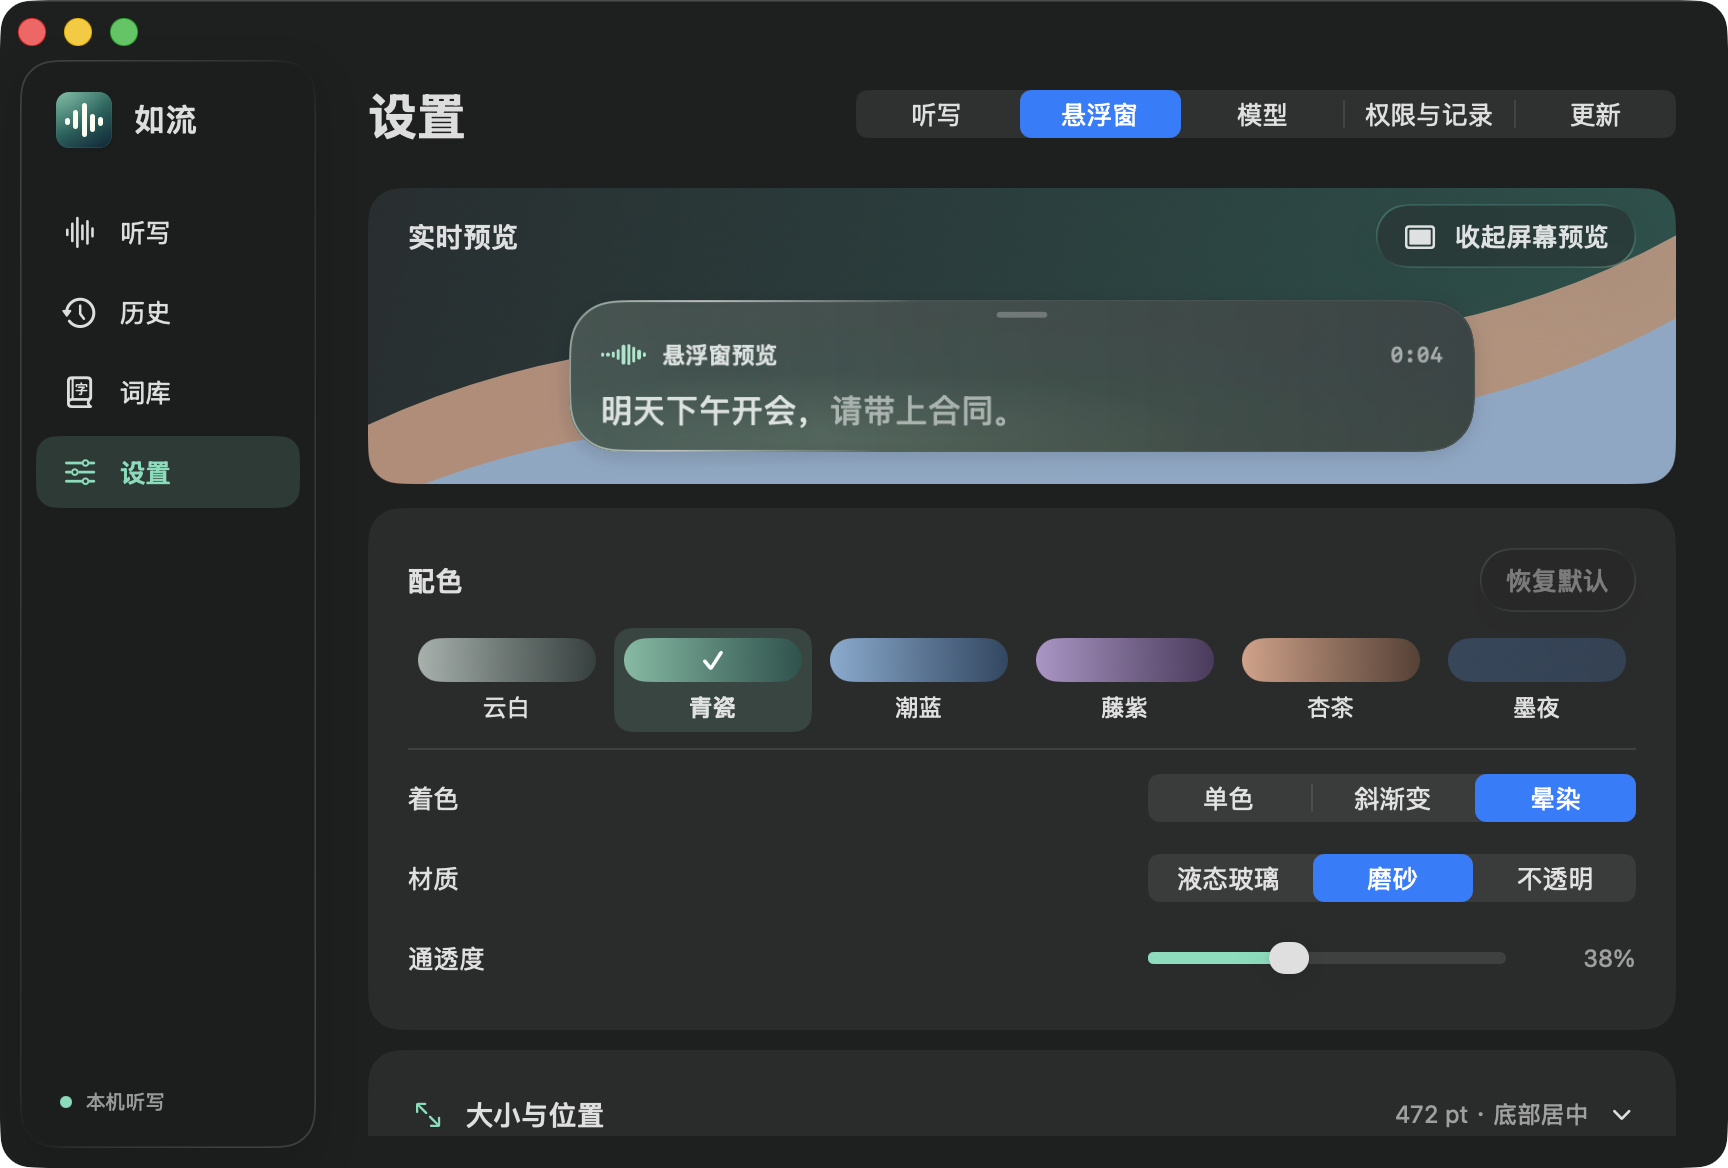 如流
听写
历史
词库
设置
本机听写
设置
听写 悬浮窗 模型 权限与记录 更新
实时预览
收起屏幕预览
悬浮窗预览 0:04
明天下午开会，请带上合同。
配色 恢复默认
云白 青瓷 潮蓝 藤紫 杏茶 墨夜
着色 单色 斜渐变 晕染
材质 液态玻璃 磨砂 不透明
通透度 38%
大小与位置 472 pt · 底部居中